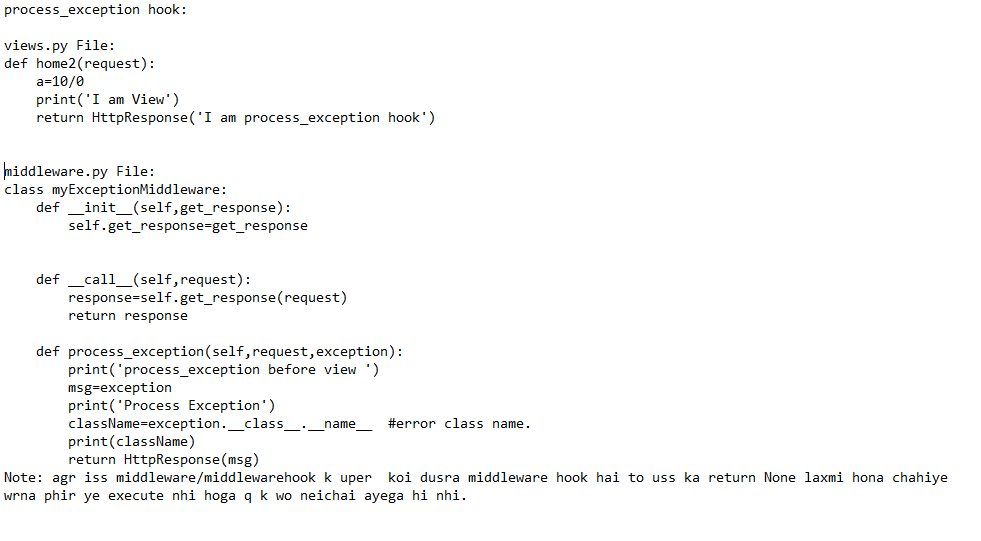 process_exception hook:
views.py File:
def home2(request):
    a=10/0
    print('I am View')
    return HttpResponse('I am process_exception hook')
middleware.py File:
class myExceptionMiddleware:
    def __init__(self,get_response):
        self.get_response=get_response
    def __call__(self,request):
        response=self.get_response(request)
        return response
    def process_exception(self,request,exception):
        print('process_exception before view ')
        msg=exception
        print('Process Exception')
        className=exception.__class__.__name__  #error class name.
        print(className)
        return HttpResponse(msg)
Note: agr iss middleware/middlewarehook k uper  koi dusra middleware hook hai to uss ka return None laxmi hona chahiye
wrna phir ye execute nhi hoga q k wo neichai ayega hi nhi.